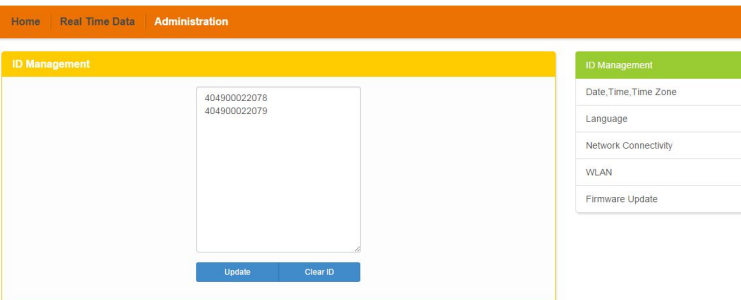 Home Real Time Data Administration
ID Management
404900022078
404900022079
Update Clear ID
ID Management
Date,Time,Time Zone
Language
Network Connectivity
WLAN
Firmware Update